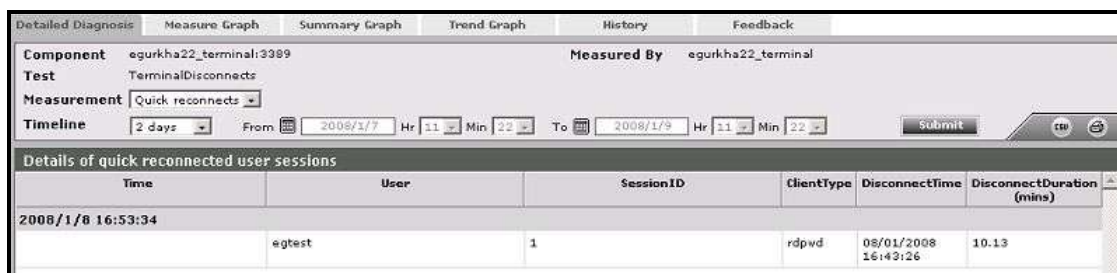 Detailed Diagnosis Measure Graph Summary Graph Trend Graph History Feedback
Component egurkha22_terminal:3389 Measured By egurkha22_terminal
Test TerminalDisconnects
Measurement Quick reconnects
Timeline 2 days From 2008/1/7 Hr 11 Min 22 To 2008/1/9 Hr 11 Min 22 Submit CSV
Details of quick reconnected user sessions
Time User SessionID ClientType DisconnectTime DisconnectDuration (mins)
2008/1/8 16:53:34
egtest 1 rdpwd 08/01/2008 16:43:26 10.13